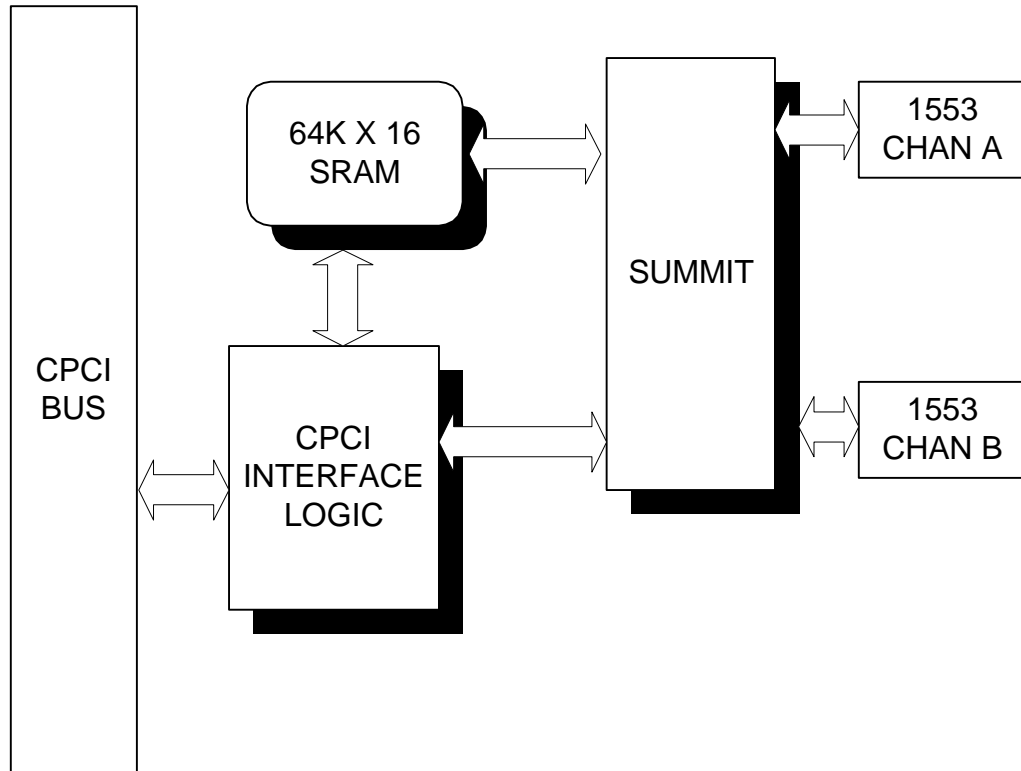 64K X 16
SRAM
1553
CHAN A
SUMMIT
CPCI
BUS
CPCI
INTERFACE
LOGIC
1553
CHAN B